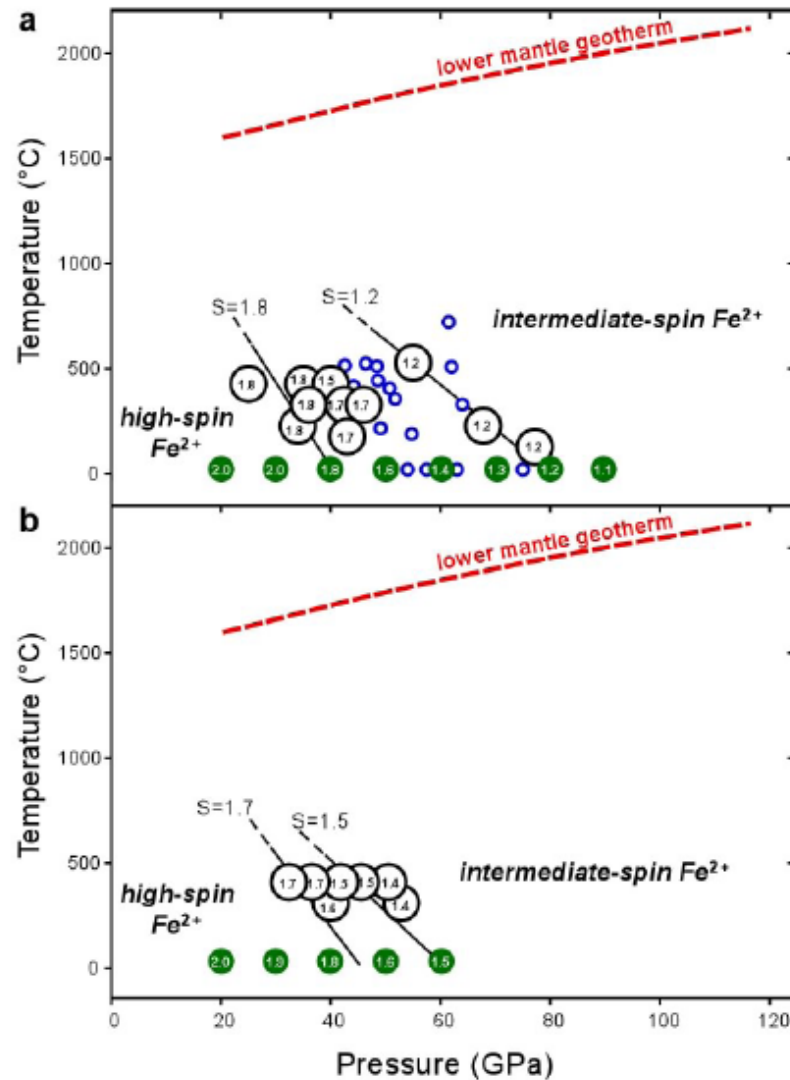 a
2000
1500
1000
500
0
Temperature (°C)
lower mantle geotherm
S=1.8
S=1.2
intermediate-spin Fe²⁺
high-spin
Fe²⁺
1.8
1.8
1.5
1.8
1.7
1.7
1.8
1.7
1.2
1.2
1.2
2.0
2.0
1.8
1.6
1.4
1.3
1.2
1.1
b
2000
1500
1000
500
0
Temperature (°C)
lower mantle geotherm
S=1.7
S=1.5
intermediate-spin Fe²⁺
high-spin
Fe²⁺
1.7
1.7
1.5
1.5
1.4
1.4
2.0
1.9
1.8
1.6
1.5
0
20
40
60
80
100
120
Pressure (GPa)